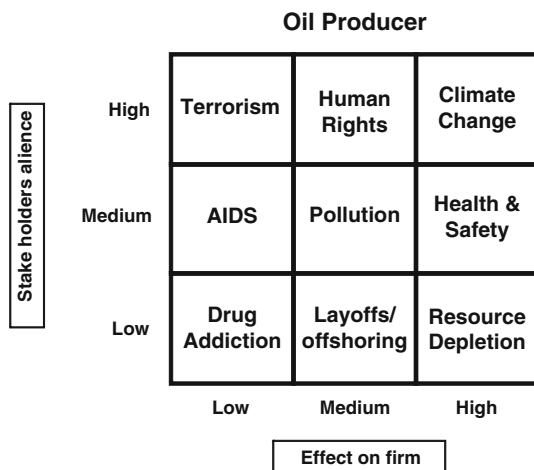 Oil Producer
High
Terrorism
Human
Rights
Climate
Change
Stake holders alience
Medium
AIDS
Pollution
Health &
Safety
Low
Drug
Addiction
Layoffs/
offshoring
Resource
Depletion
Low
Medium
High
Effect on firm